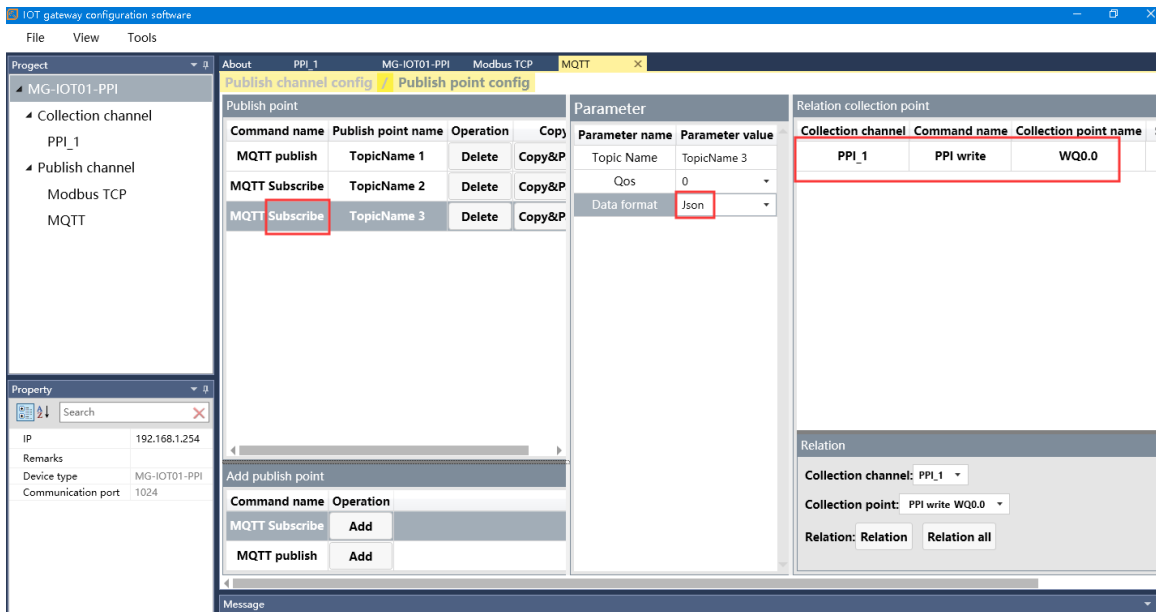 IOT gateway configuration software
File View Tools
Project
MG-IOT01-PPI
Collection channel
PPI_1
Publish channel
Modbus TCP
MQTT
Property
Search
IP 192.168.1.254
Remarks
Device type MG-IOT01-PPI
Communication port 1024
About PPI_1 MG-IOT01-PPI Modbus TCP MQTT
Publish channel config / Publish point config
Publish point
Command name Publish point name Operation Copy
MQTT publish TopicName 1 Delete Copy&P
MQTT Subscribe TopicName 2 Delete Copy&P
MQTT Subscribe TopicName 3 Delete Copy&P
Add publish point
Command name Operation
MQTT Subscribe Add
MQTT publish Add
Parameter
Parameter name Parameter value
Topic Name TopicName 3
Qos 0
Data format Json
Relation collection point
Collection channel Command name Collection point name
PPI_1 PPI write WQ0.0
Relation
Collection channel: PPI_1
Collection point: PPI write WQ0.0
Relation: Relation Relation all
Message